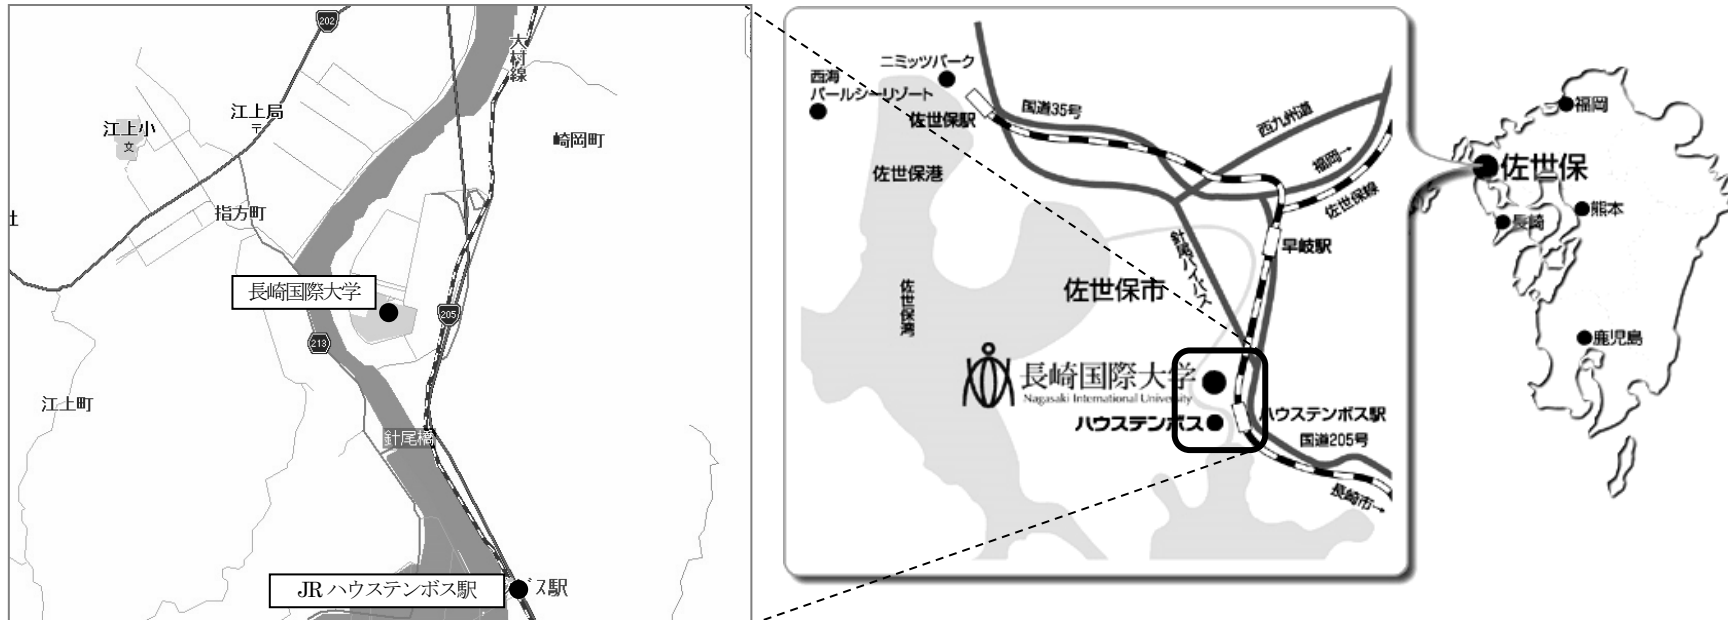 202
大村線
江上局
江上小
文
崎岡町
指方町
長崎国際大学
205
213
江上町
針尾橋
JR ハウステンボス駅
ス駅
ニミッツパーク
西海
パールシーリゾート
佐世保駅
国道35号
西九州道
福岡→
佐世保線
佐世保港
早岐駅
針尾バイパス
佐世保市
佐世保湾
長崎国際大学
Nagasaki International University
ハウステンボス
ハウステンボス駅
国道205号
長崎市→
福岡
佐世保
熊本
長崎
鹿児島